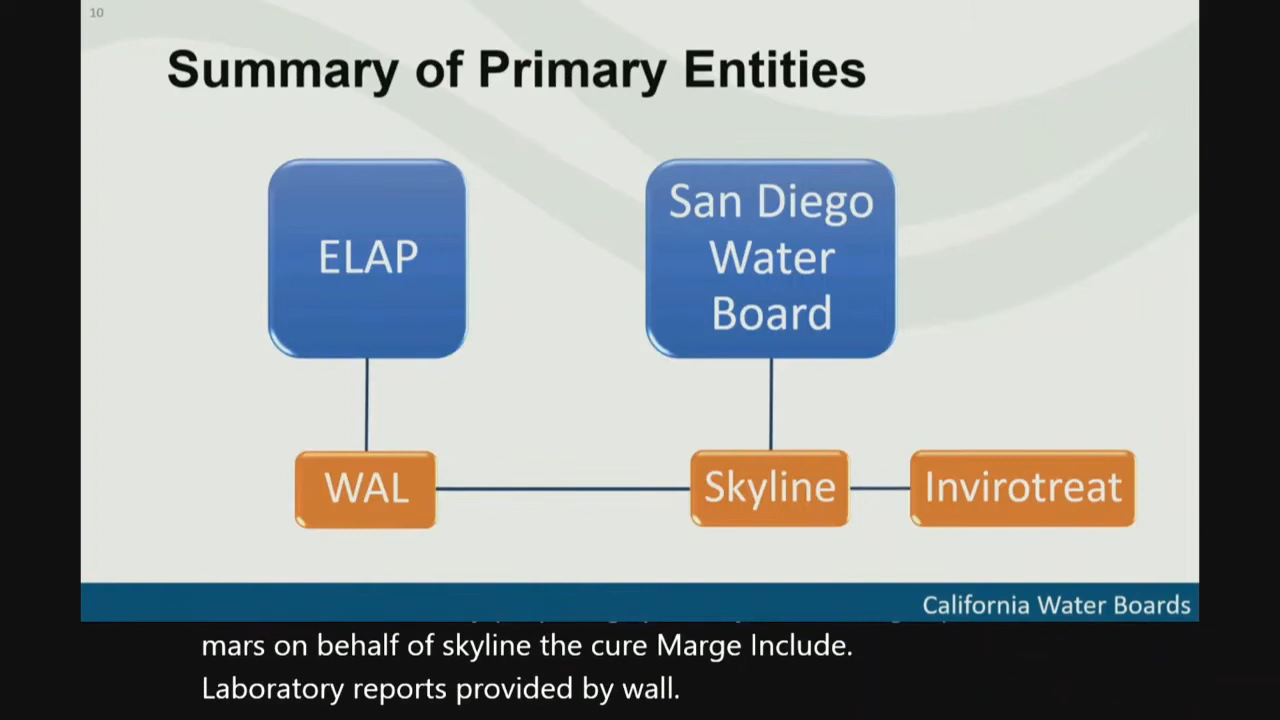 10
Summary of Primary Entities
ELAP
San Diego
Water
Board
WAL
Skyline
Invirotreat
California Water Boards
mars on behalf of skyline the cure Marge Include.
Laboratory reports provided by wall.